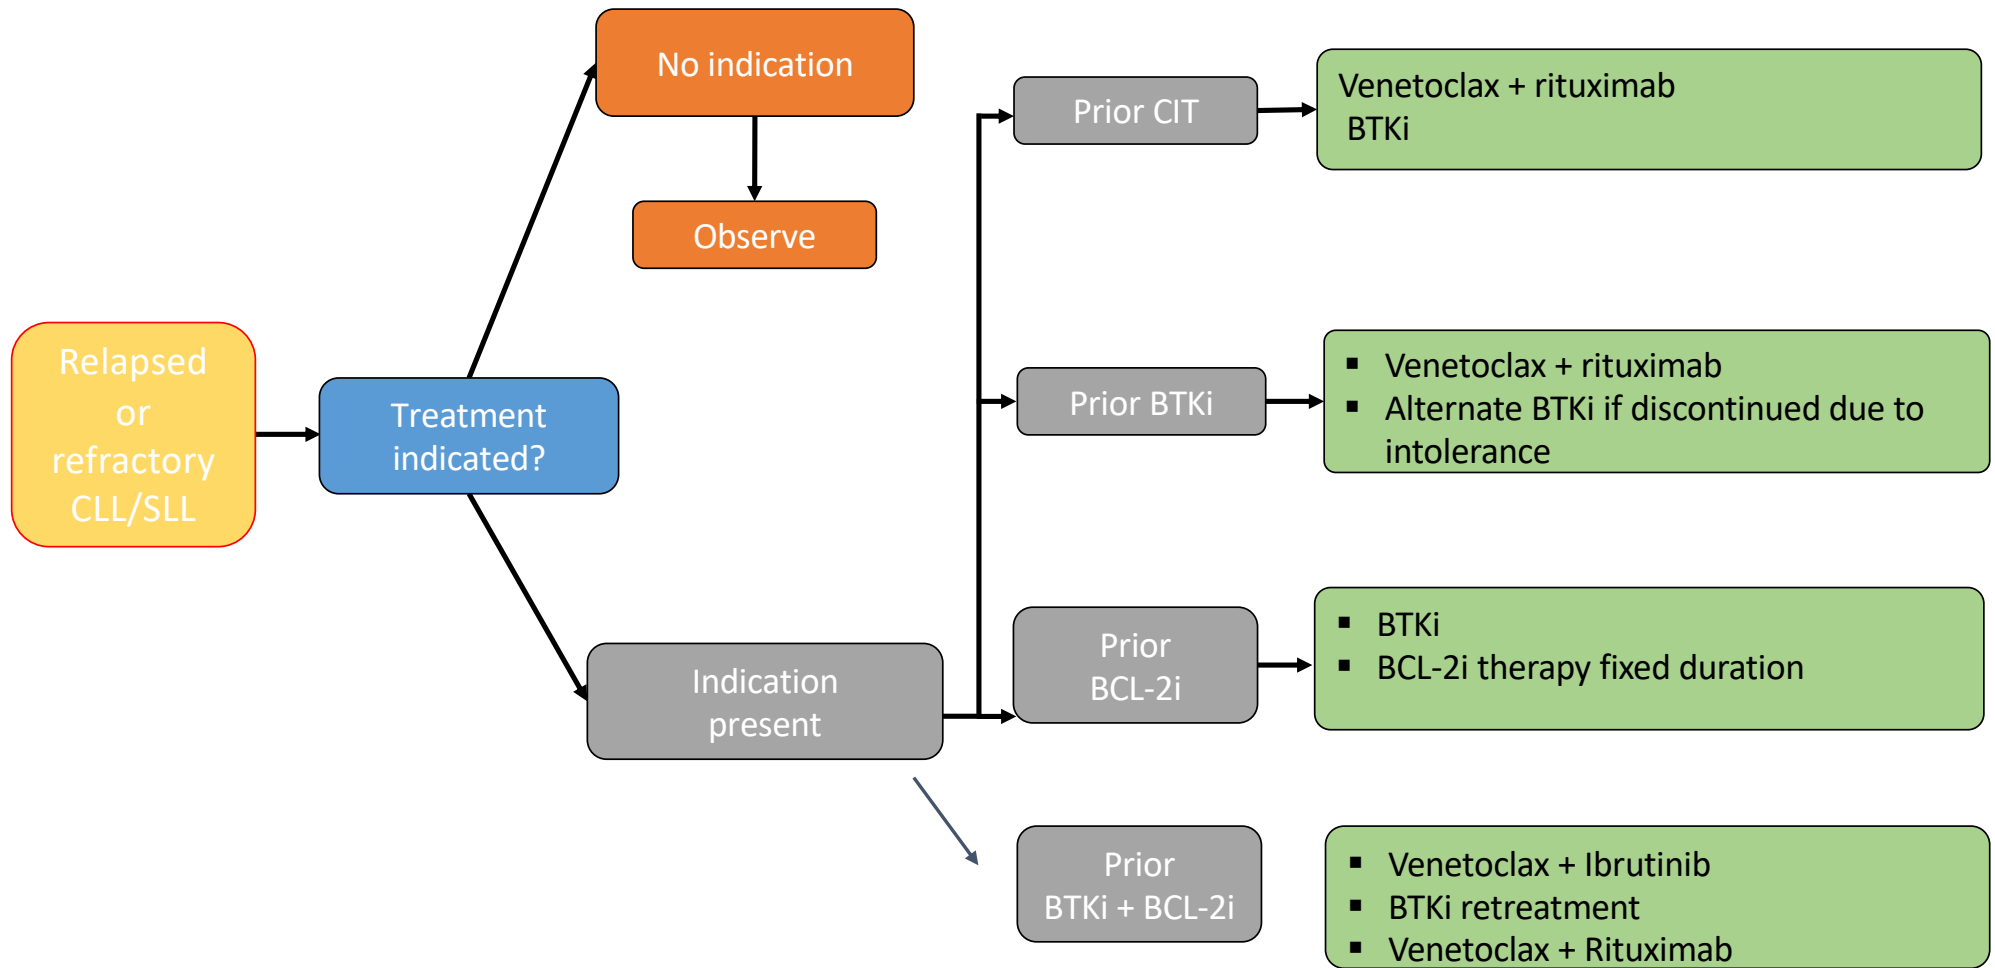 No indication
Observe
Relapsed
or
refractory
CLL/SLL
Treatment
indicated?
Indication
present
Prior CIT
Venetoclax + rituximab
BTKi
Prior BTKi
▪ Venetoclax + rituximab
▪ Alternate BTKi if discontinued due to
intolerance
Prior
BCL-2i
▪ BTKi
▪ BCL-2i therapy fixed duration
Prior
BTKi + BCL-2i
▪ Venetoclax + Ibrutinib
▪ BTKi retreatment
▪ Venetoclax + Rituximab